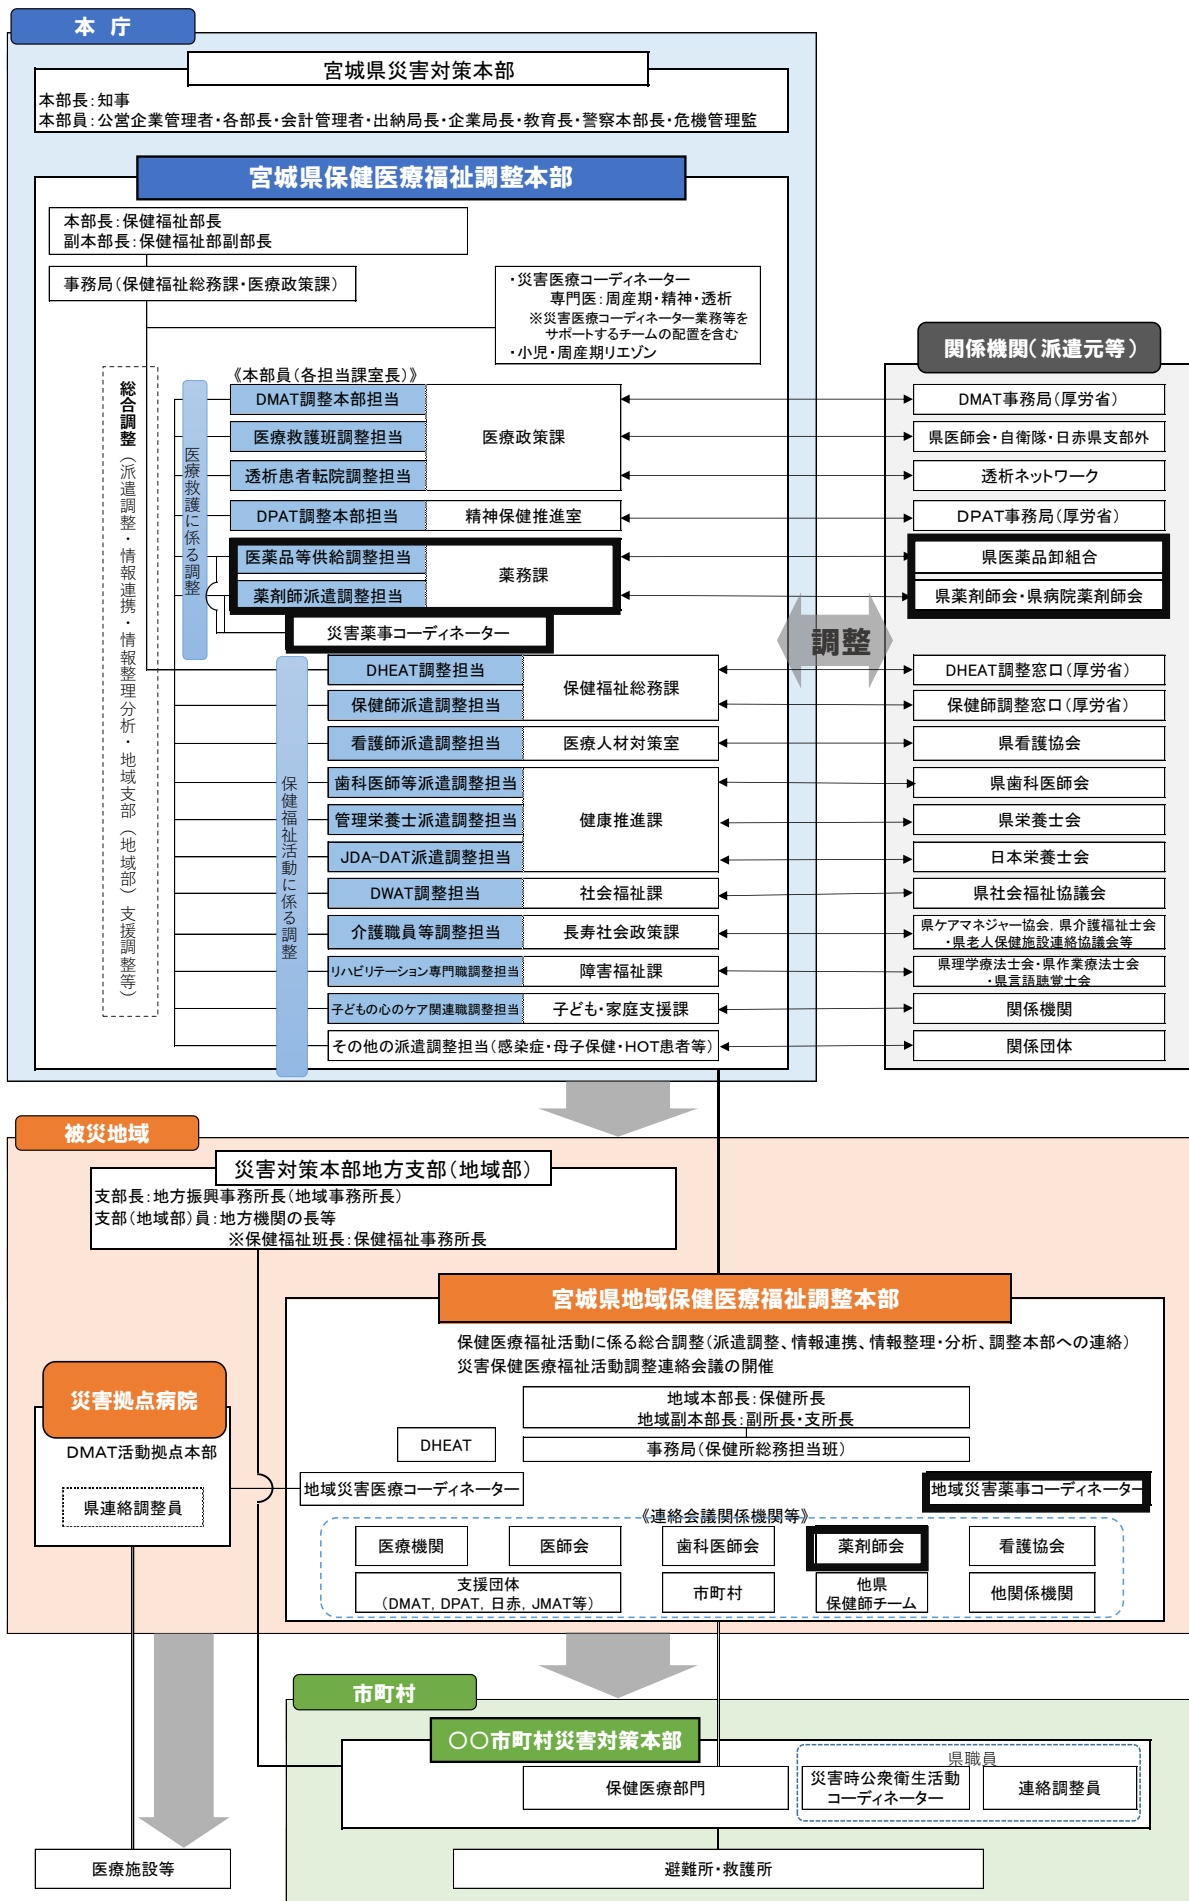 本 庁
宮城県災害対策本部
本部長：知事
本部員：公営企業管理者・各部長・会計管理者・出納局長・企業局長・教育長・警察本部長・危機管理監
宮城県保健医療福祉調整本部
本部長：保健福祉部長
副本部長：保健福祉部副部長
事務局（保健福祉総務課・医療政策課）
・災害医療コーディネーター
専門医：周産期・精神・透析
※災害医療コーディネーター業務等を
サポートするチームの配置を含む
・小児・周産期リエゾン
関係機関（派遣元等）
総合調整（派遣調整・情報連携・情報整理分析・地域支部（地域部）支援調整等）
医療救護に係る調整
《本部員（各担当課室長）》
DMAT調整本部担当
医療政策課
DMAT事務局（厚労省）
医療救護班調整担当
県医師会・自衛隊・日赤県支部外
透析患者転院調整担当
透析ネットワーク
DPAT調整本部担当
精神保健推進室
DPAT事務局（厚労省）
医薬品等供給調整担当
薬務課
県医薬品卸組合
薬剤師派遣調整担当
県薬剤師会・県病院薬剤師会
災害薬事コーディネーター
調整
保健福祉活動に係る調整
DHEAT調整担当
保健福祉総務課
DHEAT調整窓口（厚労省）
保健師派遣調整担当
保健師調整窓口（厚労省）
看護師派遣調整担当
医療人材対策室
県看護協会
歯科医師等派遣調整担当
健康推進課
県歯科医師会
管理栄養士派遣調整担当
県栄養士会
JDA-DAT派遣調整担当
日本栄養士会
DWAT調整担当
社会福祉課
県社会福祉協議会
介護職員等調整担当
長寿社会政策課
県ケアマネジャー協会，県介護福祉士会
・県老人保健施設連絡協議会等
リハビリテーション専門職調整担当
障害福祉課
県理学療法士会・県作業療法士会
・県言語聴覚士会
子どもの心のケア関連職調整担当
子ども・家庭支援課
関係機関
その他の派遣調整担当（感染症・母子保健・HOT患者等）
関係団体
被災地域
災害対策本部地方支部（地域部）
支部長：地方振興事務所長（地域事務所長）
支部（地域部）員：地方機関の長等
※保健福祉班長：保健福祉事務所長
宮城県地域保健医療福祉調整本部
保健医療福祉活動に係る総合調整（派遣調整、情報連携、情報整理・分析、調整本部への連絡）
災害保健医療福祉活動調整連絡会議の開催
災害拠点病院
DMAT活動拠点本部
県連絡調整員
地域本部長：保健所長
地域副本部長：副所長・支所長
DHEAT
事務局（保健所総務担当班）
地域災害医療コーディネーター
地域災害薬事コーディネーター
《連絡会議関係機関等》
医療機関
医師会
歯科医師会
薬剤師会
看護協会
支援団体
（DMAT，DPAT，日赤，JMAT等）
市町村
他県
保健師チーム
他関係機関
市町村
〇〇市町村災害対策本部
県職員
保健医療部門
災害時公衆衛生活動
コーディネーター
連絡調整員
医療施設等
避難所・救護所